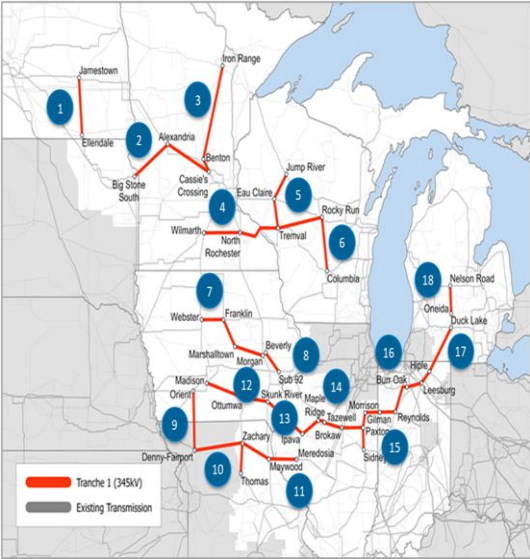 Iron Range
Jamestown
3
1
2
Alexandria
Ellendale
Benton
Cassie's
Crossing
Big Stone
South
Jump River
Eau Claire
5
4
Rocky Run
Wilmarth
North
Rochester
Tremval
6
Columbia
18
Nelson Road
7
Oneida
Webster
Franklin
Duck Lake
Beverly
8
16
17
Marshalltown
Morgan
Hiple
Sub 92
Madison
12
14
Burr Oak
Leesburg
Orient
Skunk River
Maple
Ridge
Morrison
Ottumwa
13
Tazewell
Gilman
Reynolds
9
Ipava
Brokaw
Paxton
Zachary
Sidney
15
Denny-Fairport
Meredosia
10
Maywood
Thomas
11
Tranche 1 (345kV)
Existing Transmission